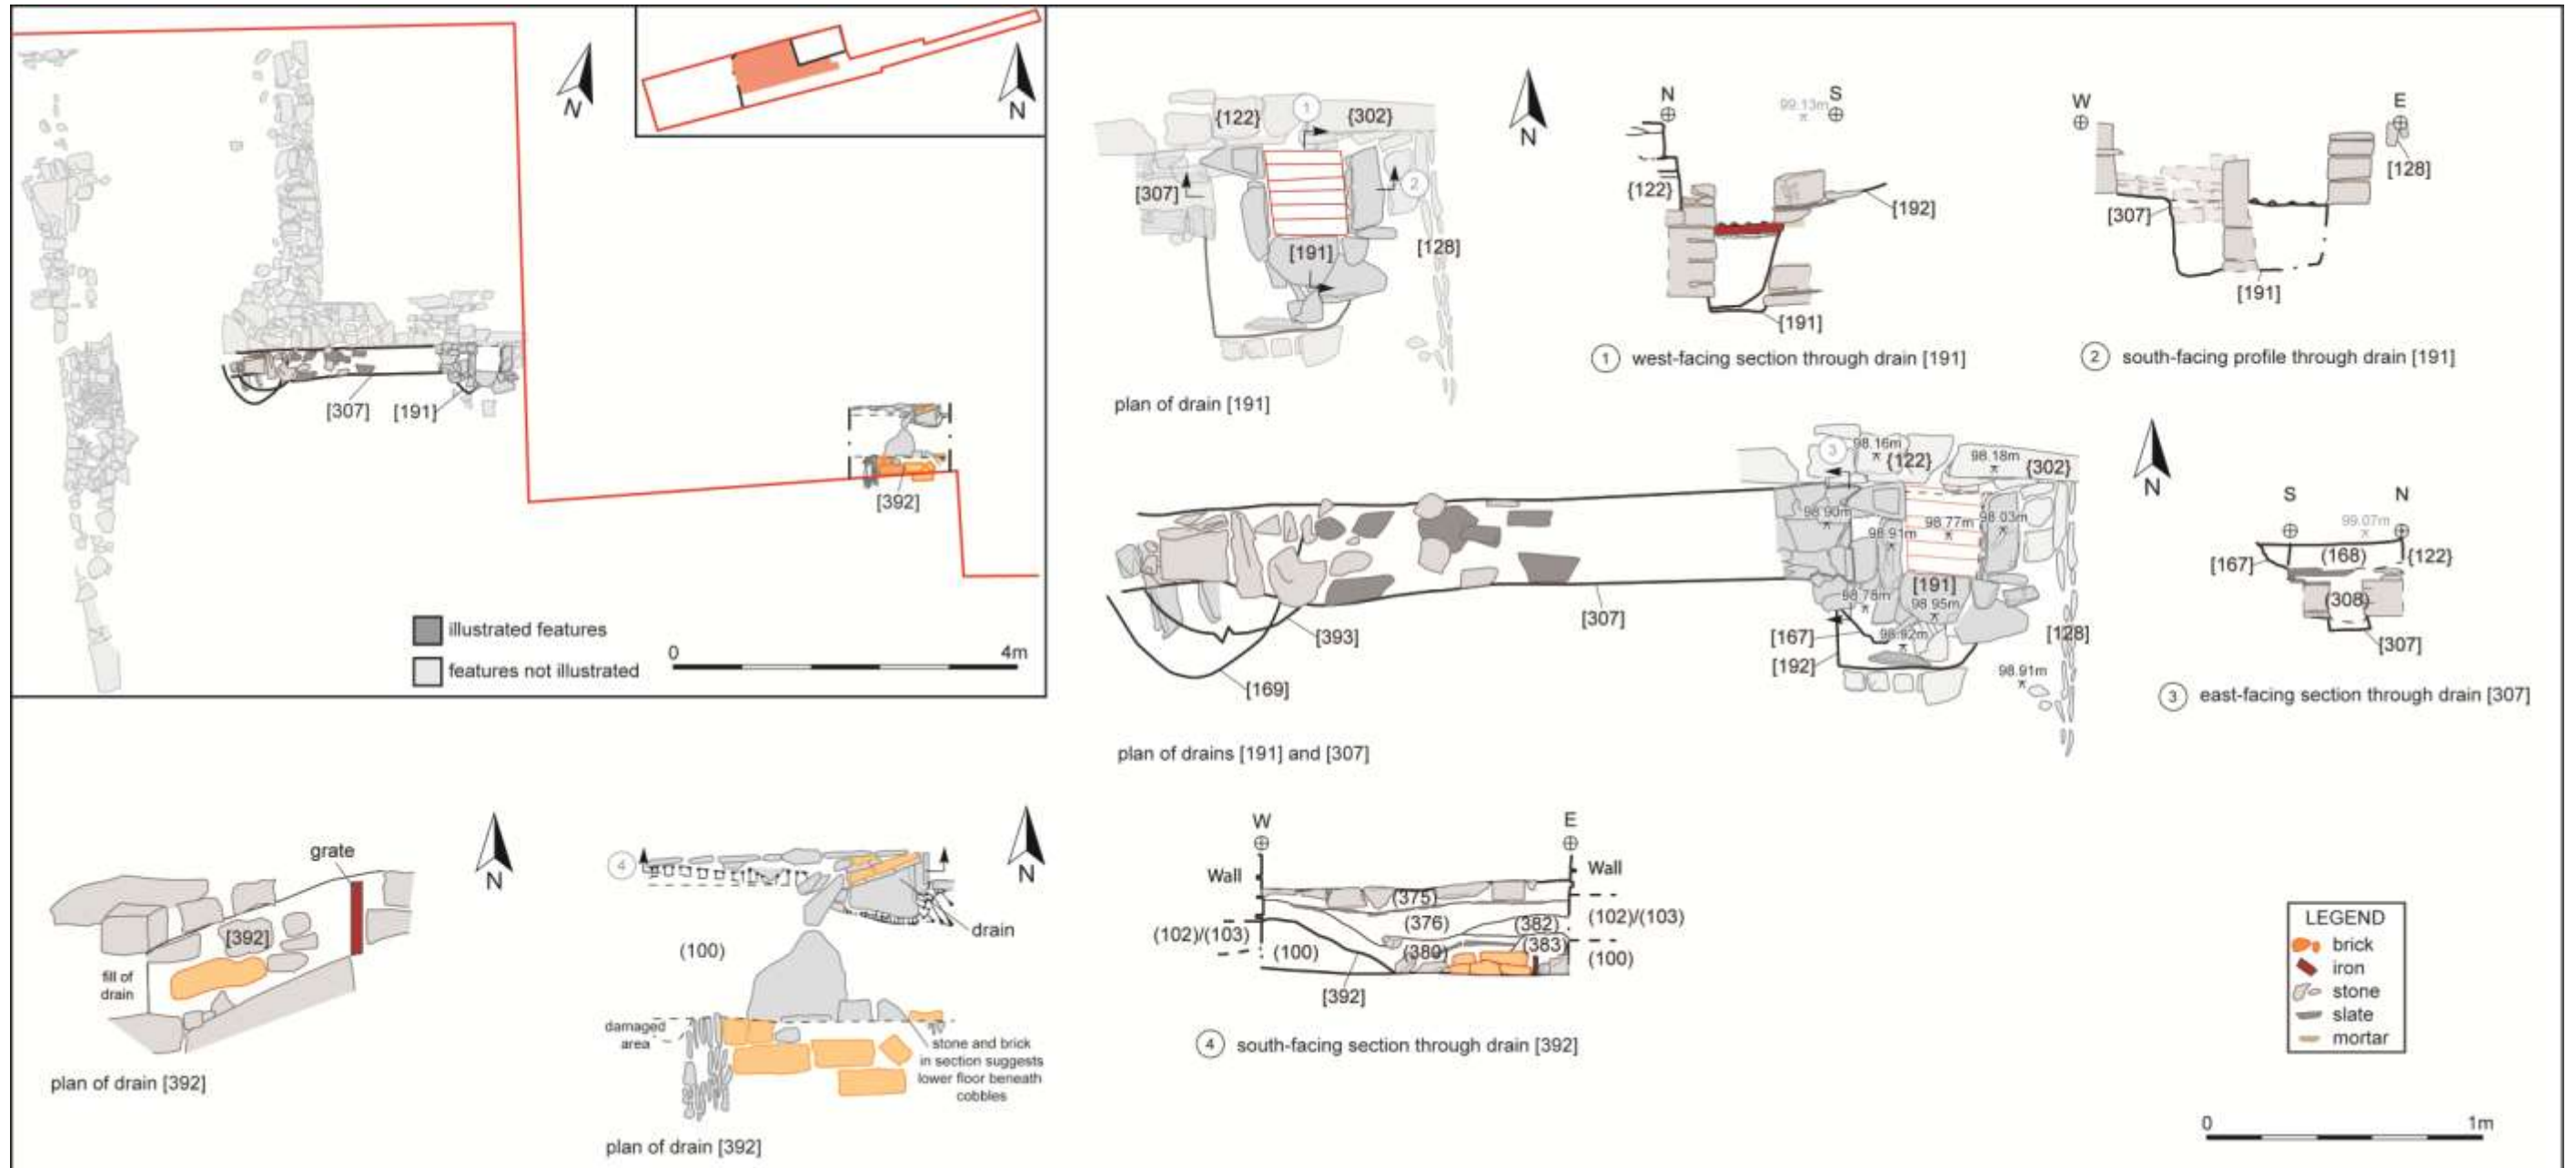 N
N
[307]
[191]
[392]
illustrated features
features not illustrated
0
4m
{122}
1
{302}
[307]
2
[191]
[128]
plan of drain [191]
N
N
S
99.13m
{122}
[192]
[191]
1 west-facing section through drain [191]
W
E
[128]
[307]
[191]
2 south-facing profile through drain [191]
3
98.16m
{122}
98.18m
{302}
98.90m
98.77m
98.03m
98.91m
[191]
98.78m
98.95m
98.92m
[393]
[307]
[167]
[192]
[128]
98.91m
[169]
plan of drains [191] and [307]
N
S
N
99.07m
[167]
(168)
{122}
(308)
[307]
3 east-facing section through drain [307]
grate
N
[392]
fill of
drain
plan of drain [392]
4
N
drain
(100)
damaged
area
stone and brick
in section suggests
lower floor beneath
cobbles
plan of drain [392]
W
E
Wall
Wall
(375)
(376)
(382)
(102)/(103)
(102)/(103)
(100)
(380)
(383)
(100)
[392]
4 south-facing section through drain [392]
LEGEND
brick
iron
stone
slate
mortar
0
1m